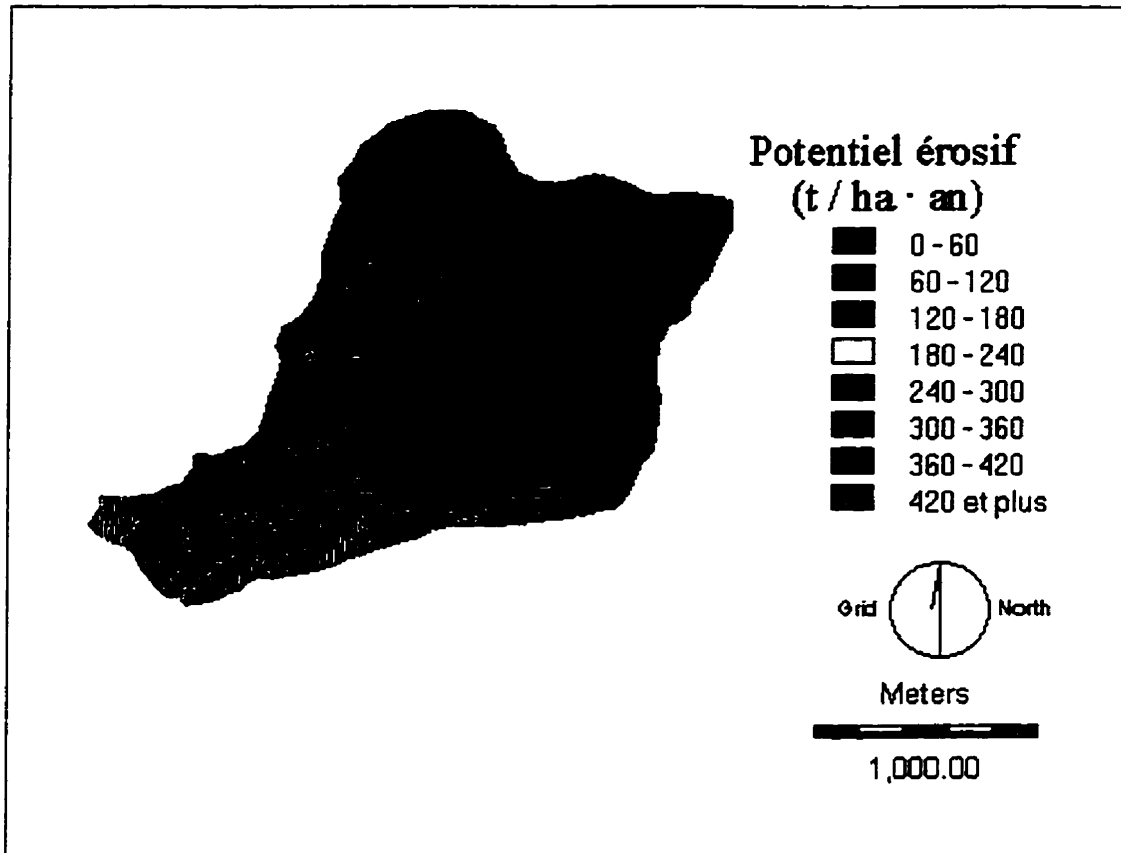 Potentiel érosif
(t / ha · an)
0 - 60
60 - 120
120 - 180
180 - 240
240 - 300
300 - 360
360 - 420
420 et plus
Grid North
Meters
1,000.00